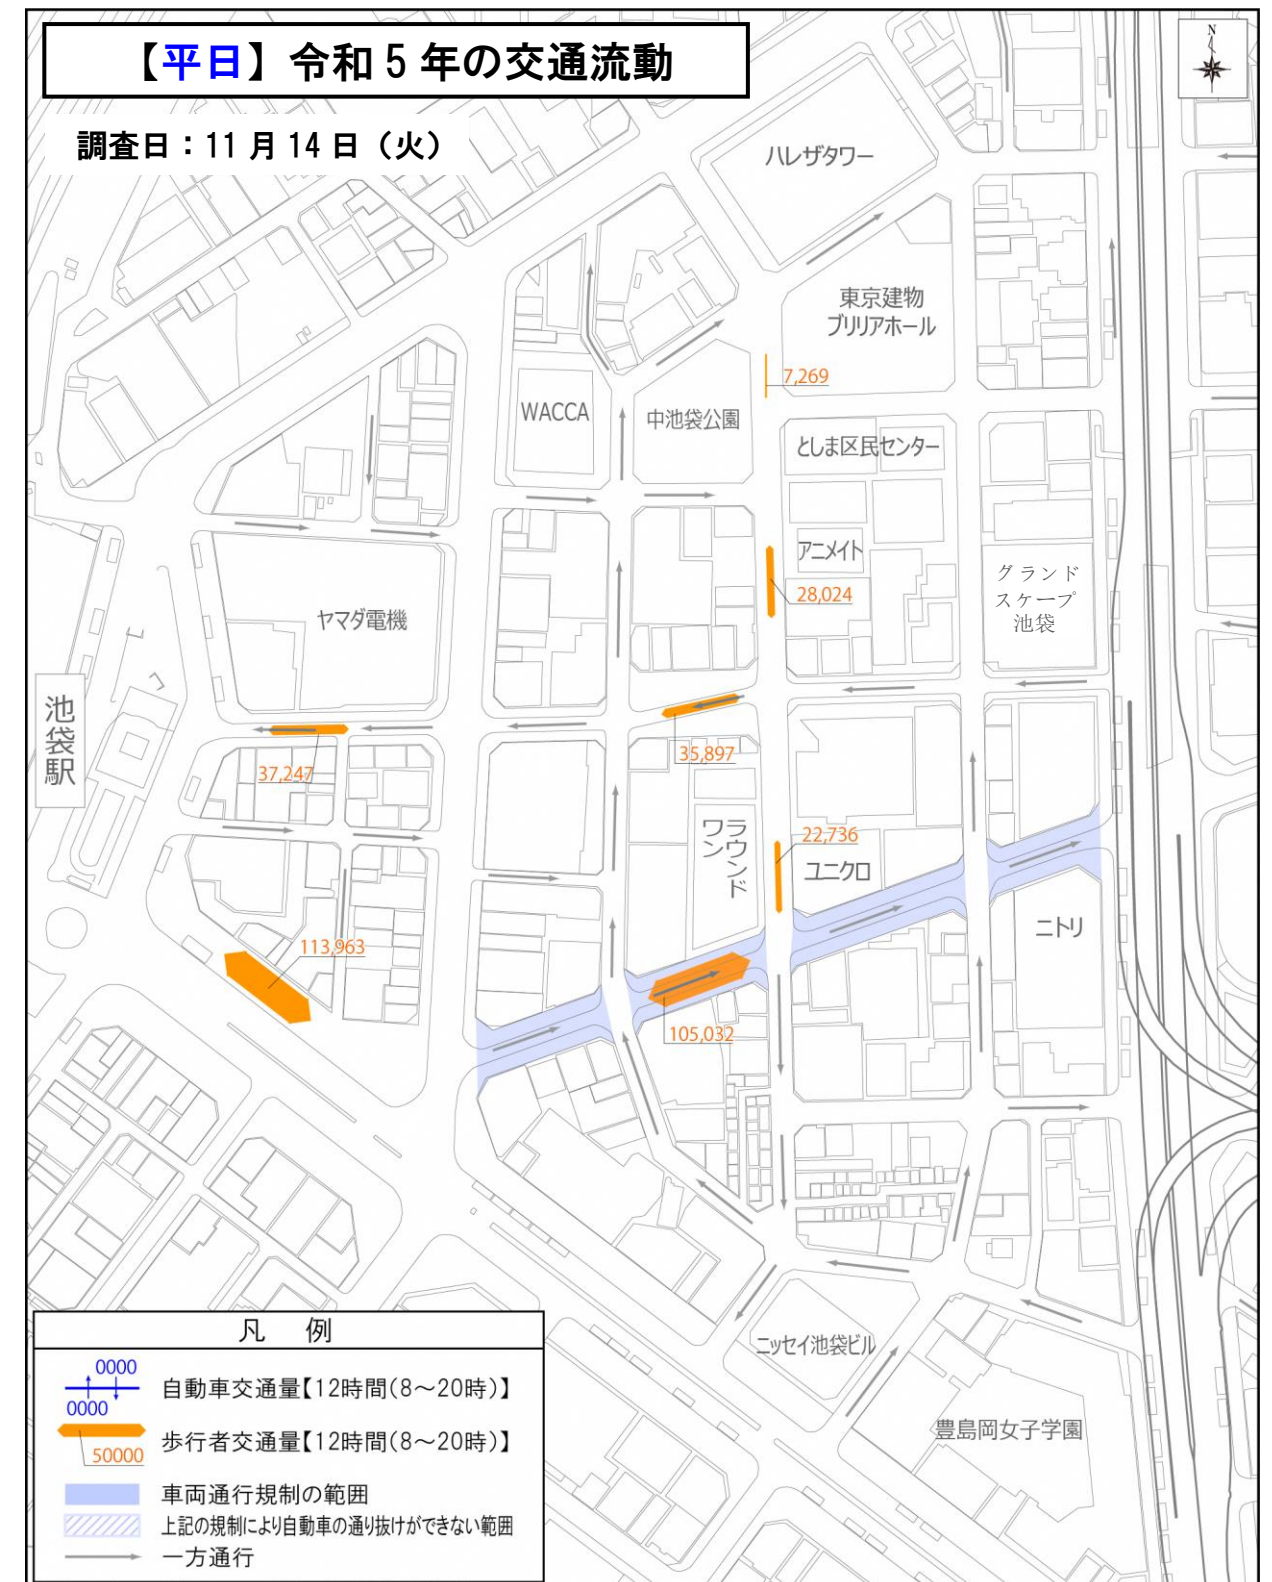 【平日】令和5年の交通流動
N
調査日：11月14日（火）
ハレザタワー
東京建物
ブリリアホール
7,269
WACCA
中池袋公園
としま区民センター
アニメイト
28,024
グランド
スケープ
池袋
ヤマダ電機
池袋駅
35,897
37,247
ラウンド
ワン
22,736
ユニクロ
ニトリ
113,963
105,032
ニッセイ池袋ビル
豊島岡女子学園
凡 例
0000
0000
自動車交通量【12時間(8～20時)】
50000
歩行者交通量【12時間(8～20時)】
車両通行規制の範囲
上記の規制により自動車の通り抜けができない範囲
一方通行